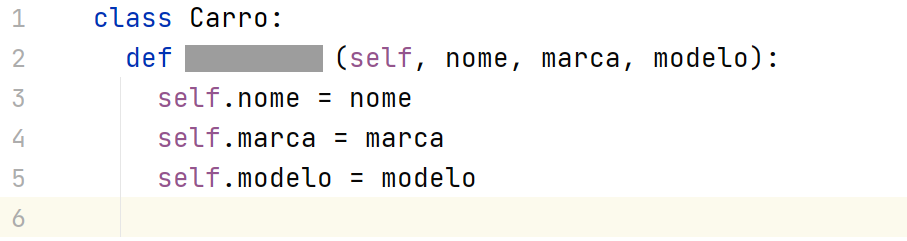 1 class Carro:
2 def (self, nome, marca, modelo):
3 self.nome = nome
4 self.marca = marca
5 self.modelo = modelo
6